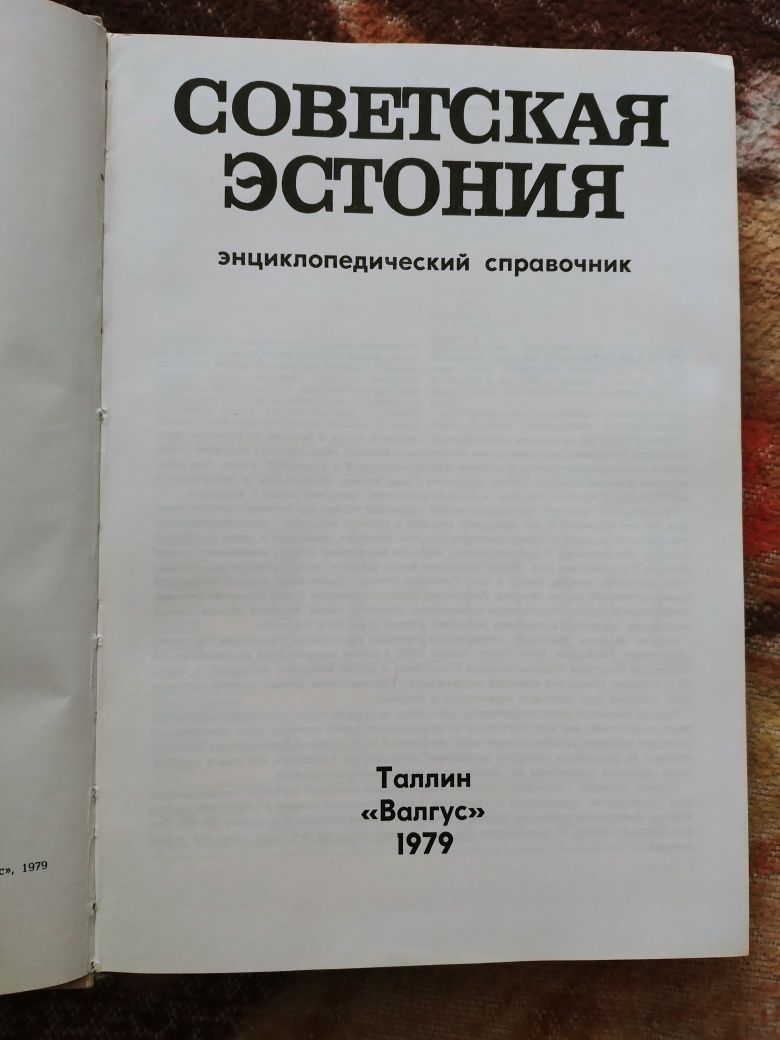 СОВЕТСКАЯ
ЭСТОНИЯ
энциклопедический справочник
Таллин
«Валгус»
1979
с», 1979